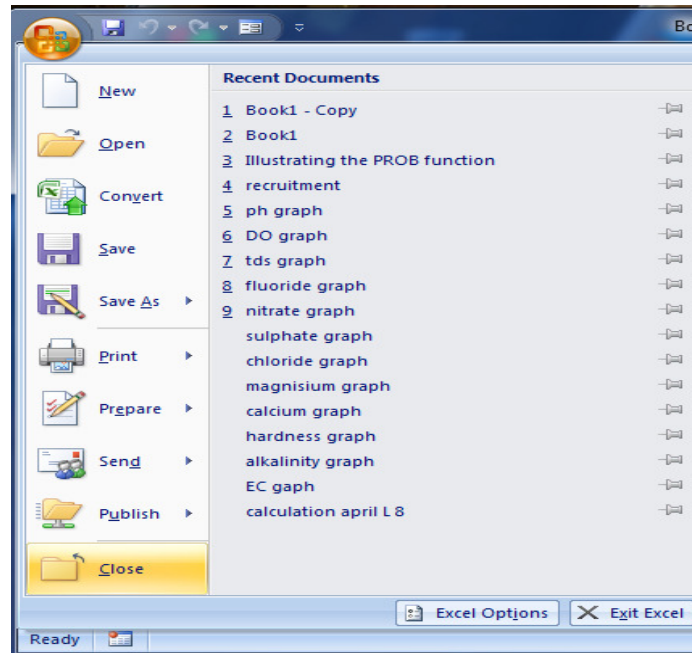 Bo
New
Open
Convert
Save
Save As
Print
Prepare
Send
Publish
Close
Recent Documents
1 Book1 - Copy
2 Book1
3 Illustrating the PROB function
4 recruitment
5 ph graph
6 DO graph
7 tds graph
8 fluoride graph
9 nitrate graph
sulphate graph
chloride graph
magnisium graph
calcium graph
hardness graph
alkalinity graph
EC gaph
calculation april L 8
Excel Options
Exit Excel
Ready